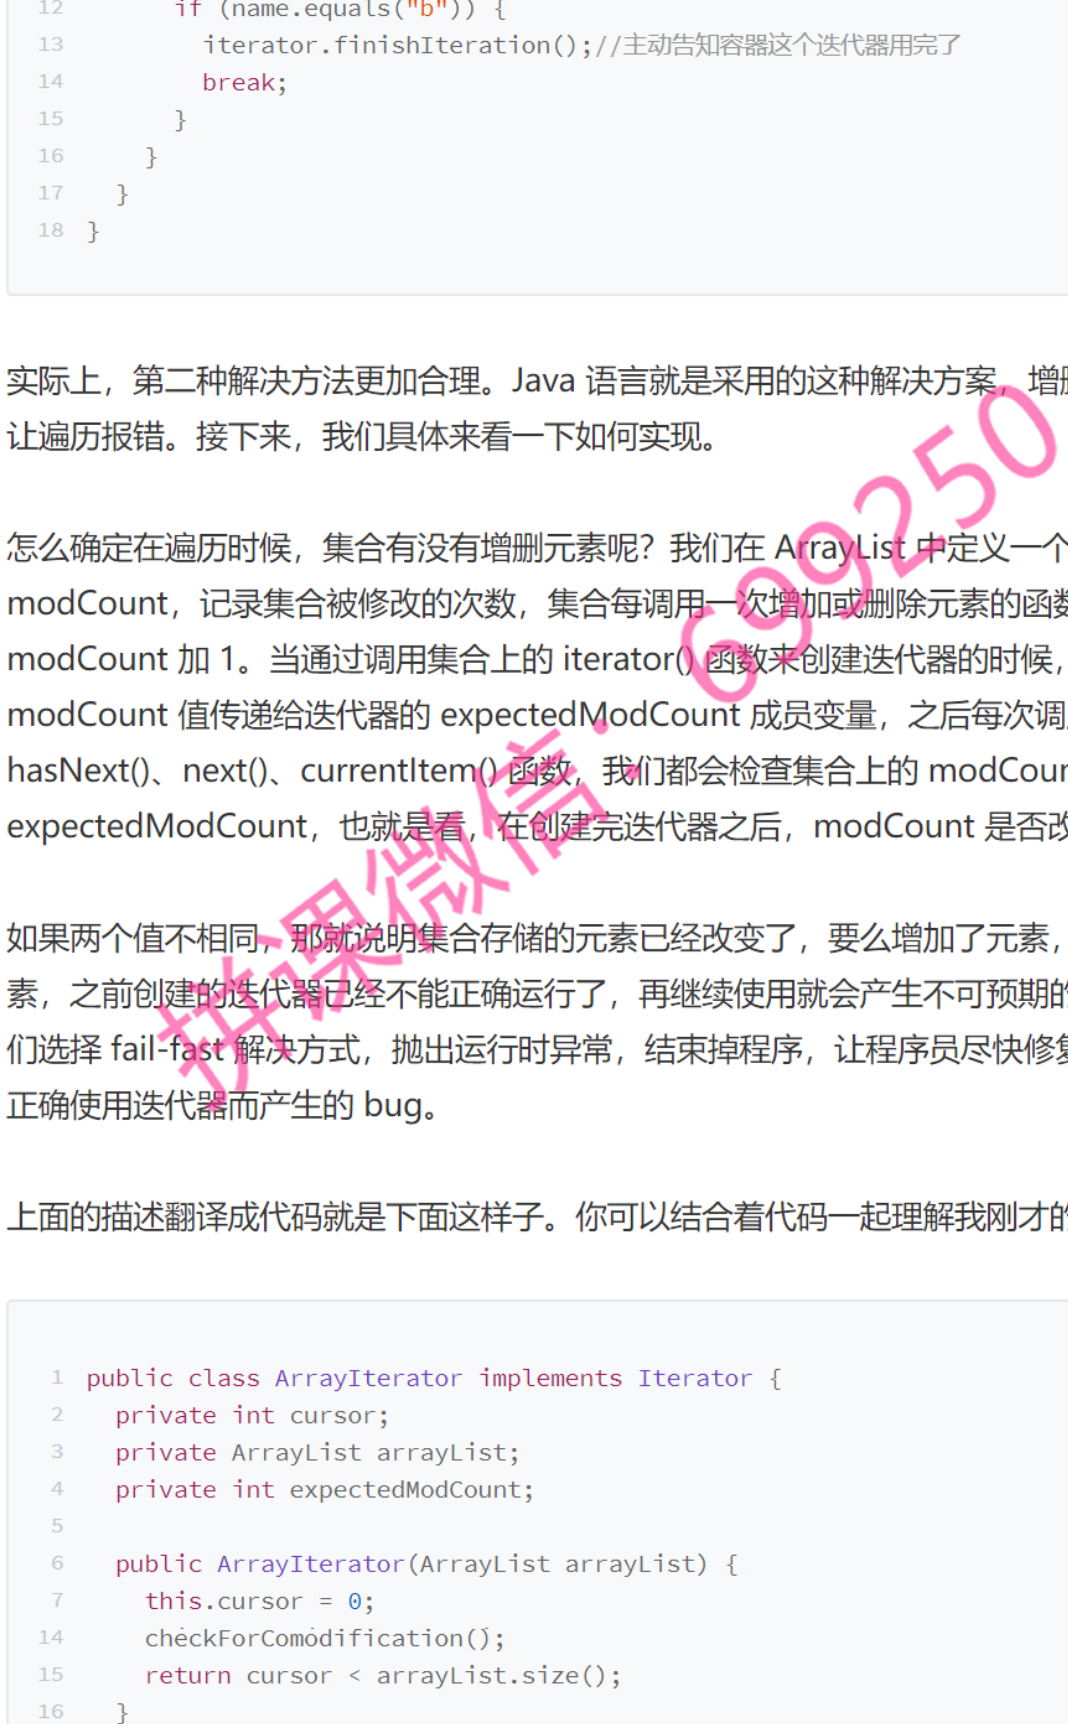 12 if (name.equals("b")) {
13 iterator.finishIteration();//主动告知容器这个迭代器用完了
14 break;
15 }
16 }
17 }
18 }
实际上，第二种解决方法更加合理。Java 语言就是采用的这种解决方案，增
让遍历报错。接下来，我们具体来看一下如何实现。
怎么确定在遍历时候，集合有没有增删元素呢？我们在 ArrayList 中定义一个
modCount，记录集合被修改的次数，集合每调用一次增加或删除元素的函数
modCount 加 1。当通过调用集合上的 iterator() 函数来创建迭代器的时候，
modCount 值传递给迭代器的 expectedModCount 成员变量，之后每次调
hasNext()、next()、currentItem() 函数，我们都会检查集合上的 modCoun
expectedModCount，也就是看，在创建完迭代器之后，modCount 是否改
如果两个值不相同，那就说明集合存储的元素已经改变了，要么增加了元素，
素，之前创建的迭代器已经不能正确运行了，再继续使用就会产生不可预期的
们选择 fail-fast 解决方式，抛出运行时异常，结束掉程序，让程序员尽快修复
正确使用迭代器而产生的 bug。
上面的描述翻译成代码就是下面这样子。你可以结合着代码一起理解我刚才的
1 public class ArrayIterator implements Iterator {
2 private int cursor;
3 private ArrayList arrayList;
4 private int expectedModCount;
5
6 public ArrayIterator(ArrayList arrayList) {
7 this.cursor = 0;
14 checkForComodification();
15 return cursor < arrayList.size();
16 }
拼课微信：699250